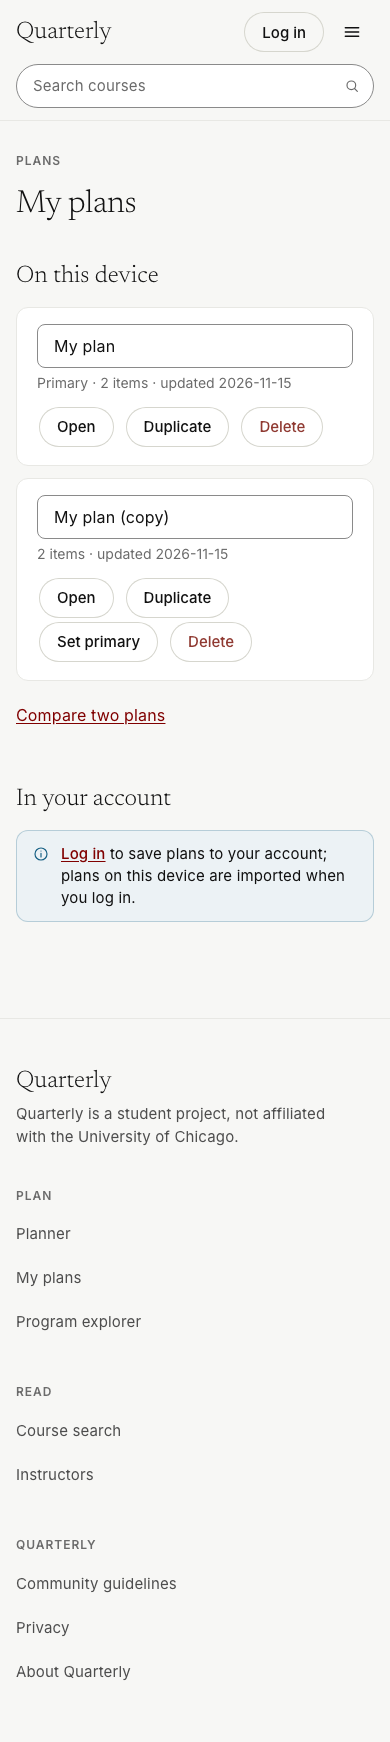 Quarterly
Log in
Search courses
PLANS
My plans
On this device
My plan
Primary · 2 items · updated 2026-11-15
Open
Duplicate
Delete
My plan (copy)
2 items · updated 2026-11-15
Open
Duplicate
Set primary
Delete
Compare two plans
In your account
Log in to save plans to your account;
plans on this device are imported when
you log in.
Quarterly
Quarterly is a student project, not affiliated
with the University of Chicago.
PLAN
Planner
My plans
Program explorer
READ
Course search
Instructors
QUARTERLY
Community guidelines
Privacy
About Quarterly